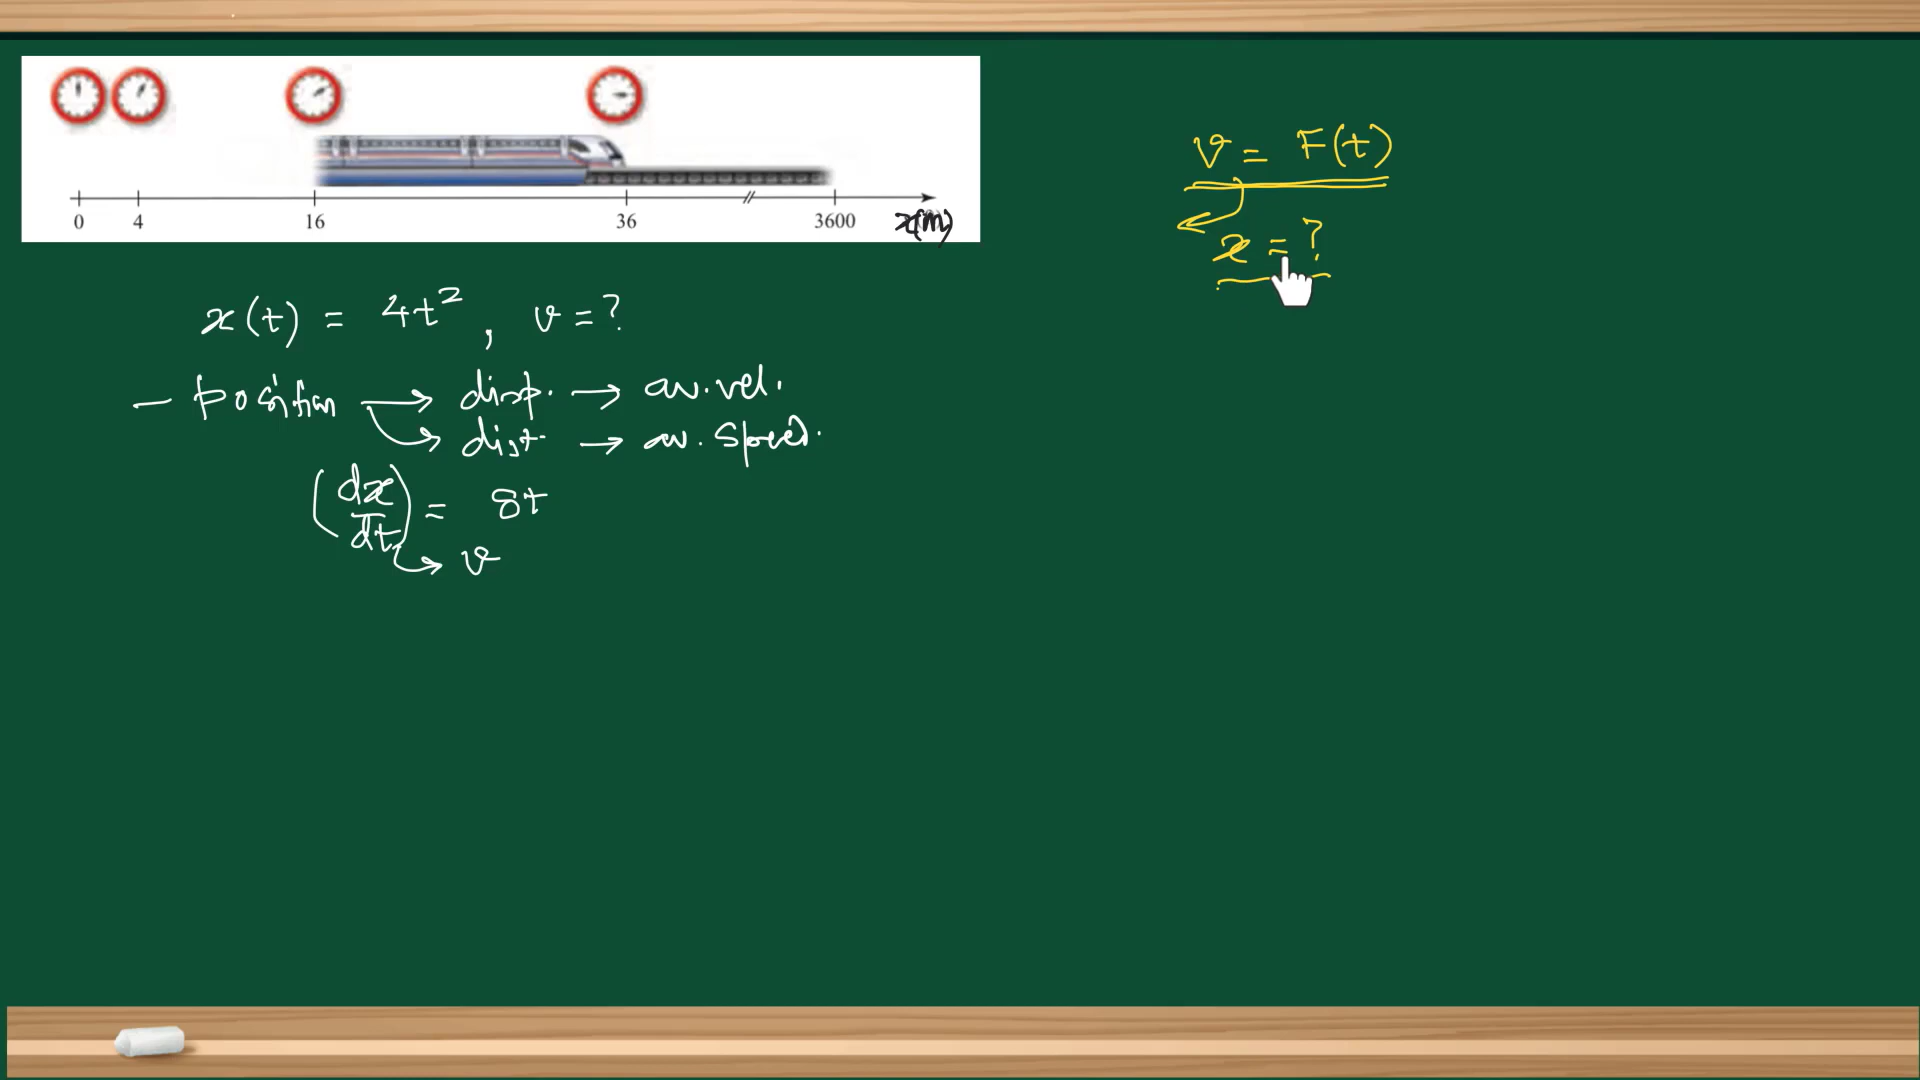 0 4 16 36 3600 x(m)
x(t) = 4t², v = ?
— Position → disp. → av. vel.
→ dist. → av. Speed.
(dx/dt) = 8t
→ v
v = F(t)
x = ?